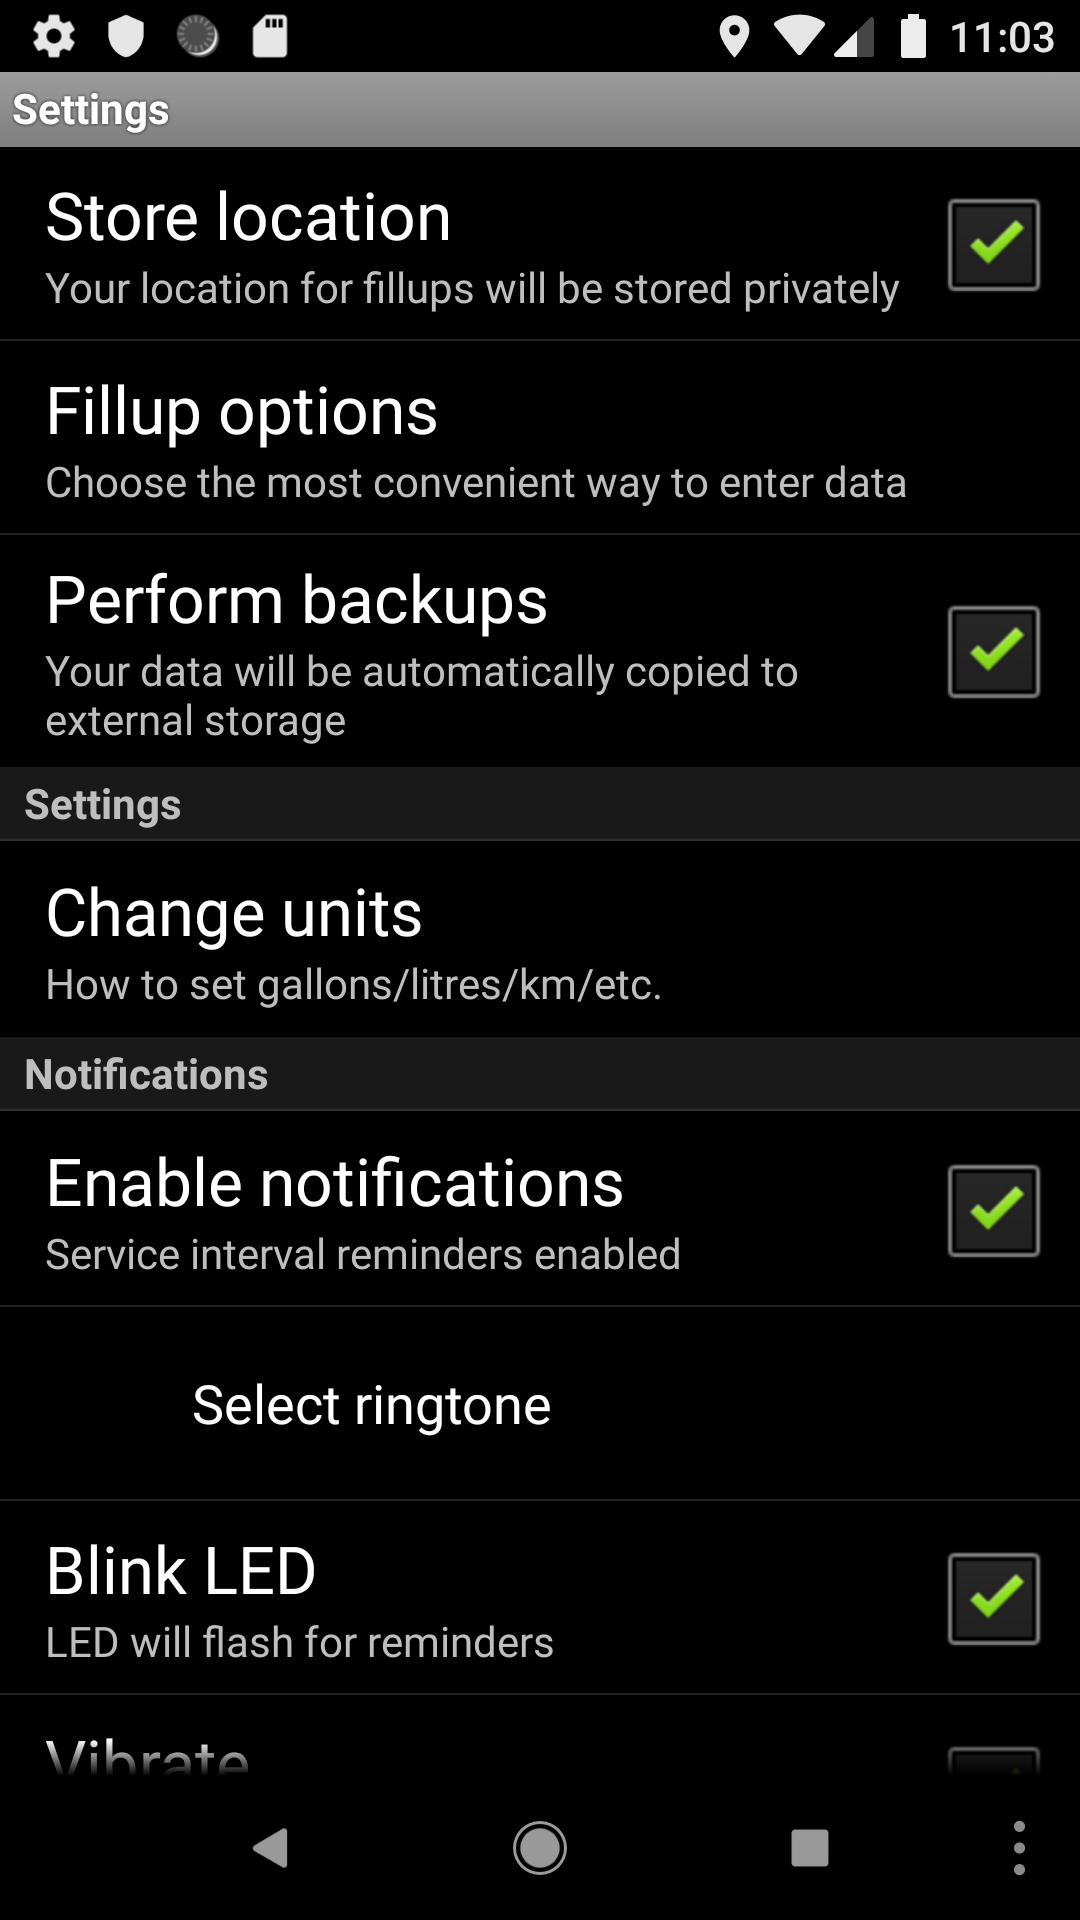 11:03
Settings
Store location
Your location for fillups will be stored privately
Fillup options
Choose the most convenient way to enter data
Perform backups
Your data will be automatically copied to
external storage
Settings
Change units
How to set gallons/litres/km/etc.
Notifications
Enable notifications
Service interval reminders enabled
Select ringtone
Blink LED
LED will flash for reminders
Vibrate